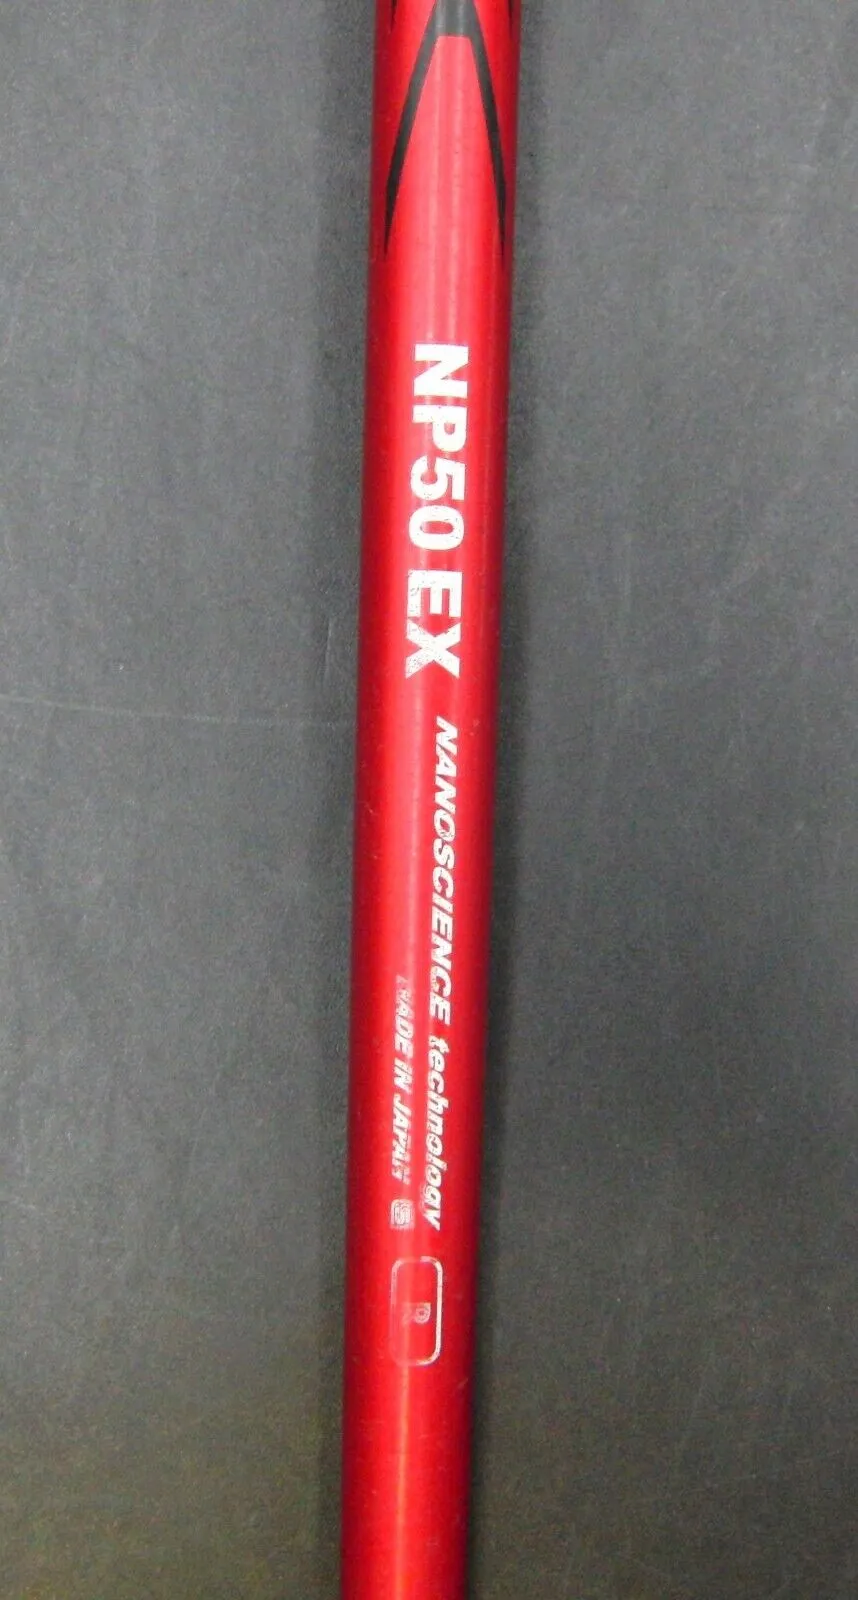 NP50 EX
NANOSCIENCE technology
MADE IN JAPAN
R